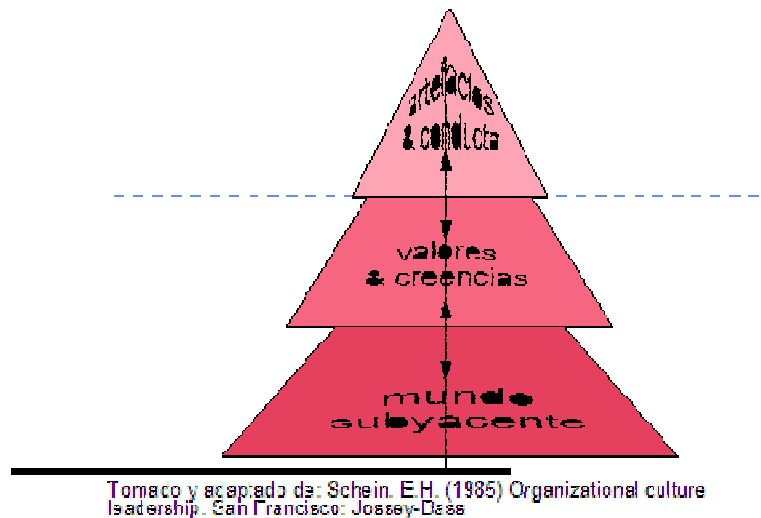 artefactos
& conducta
valores
& creencias
mundo
subyacente
Tomado y adaptado de: Schein, E.H. (1985) Organizational culture
leadership. San Francisco: Jossey-Bass